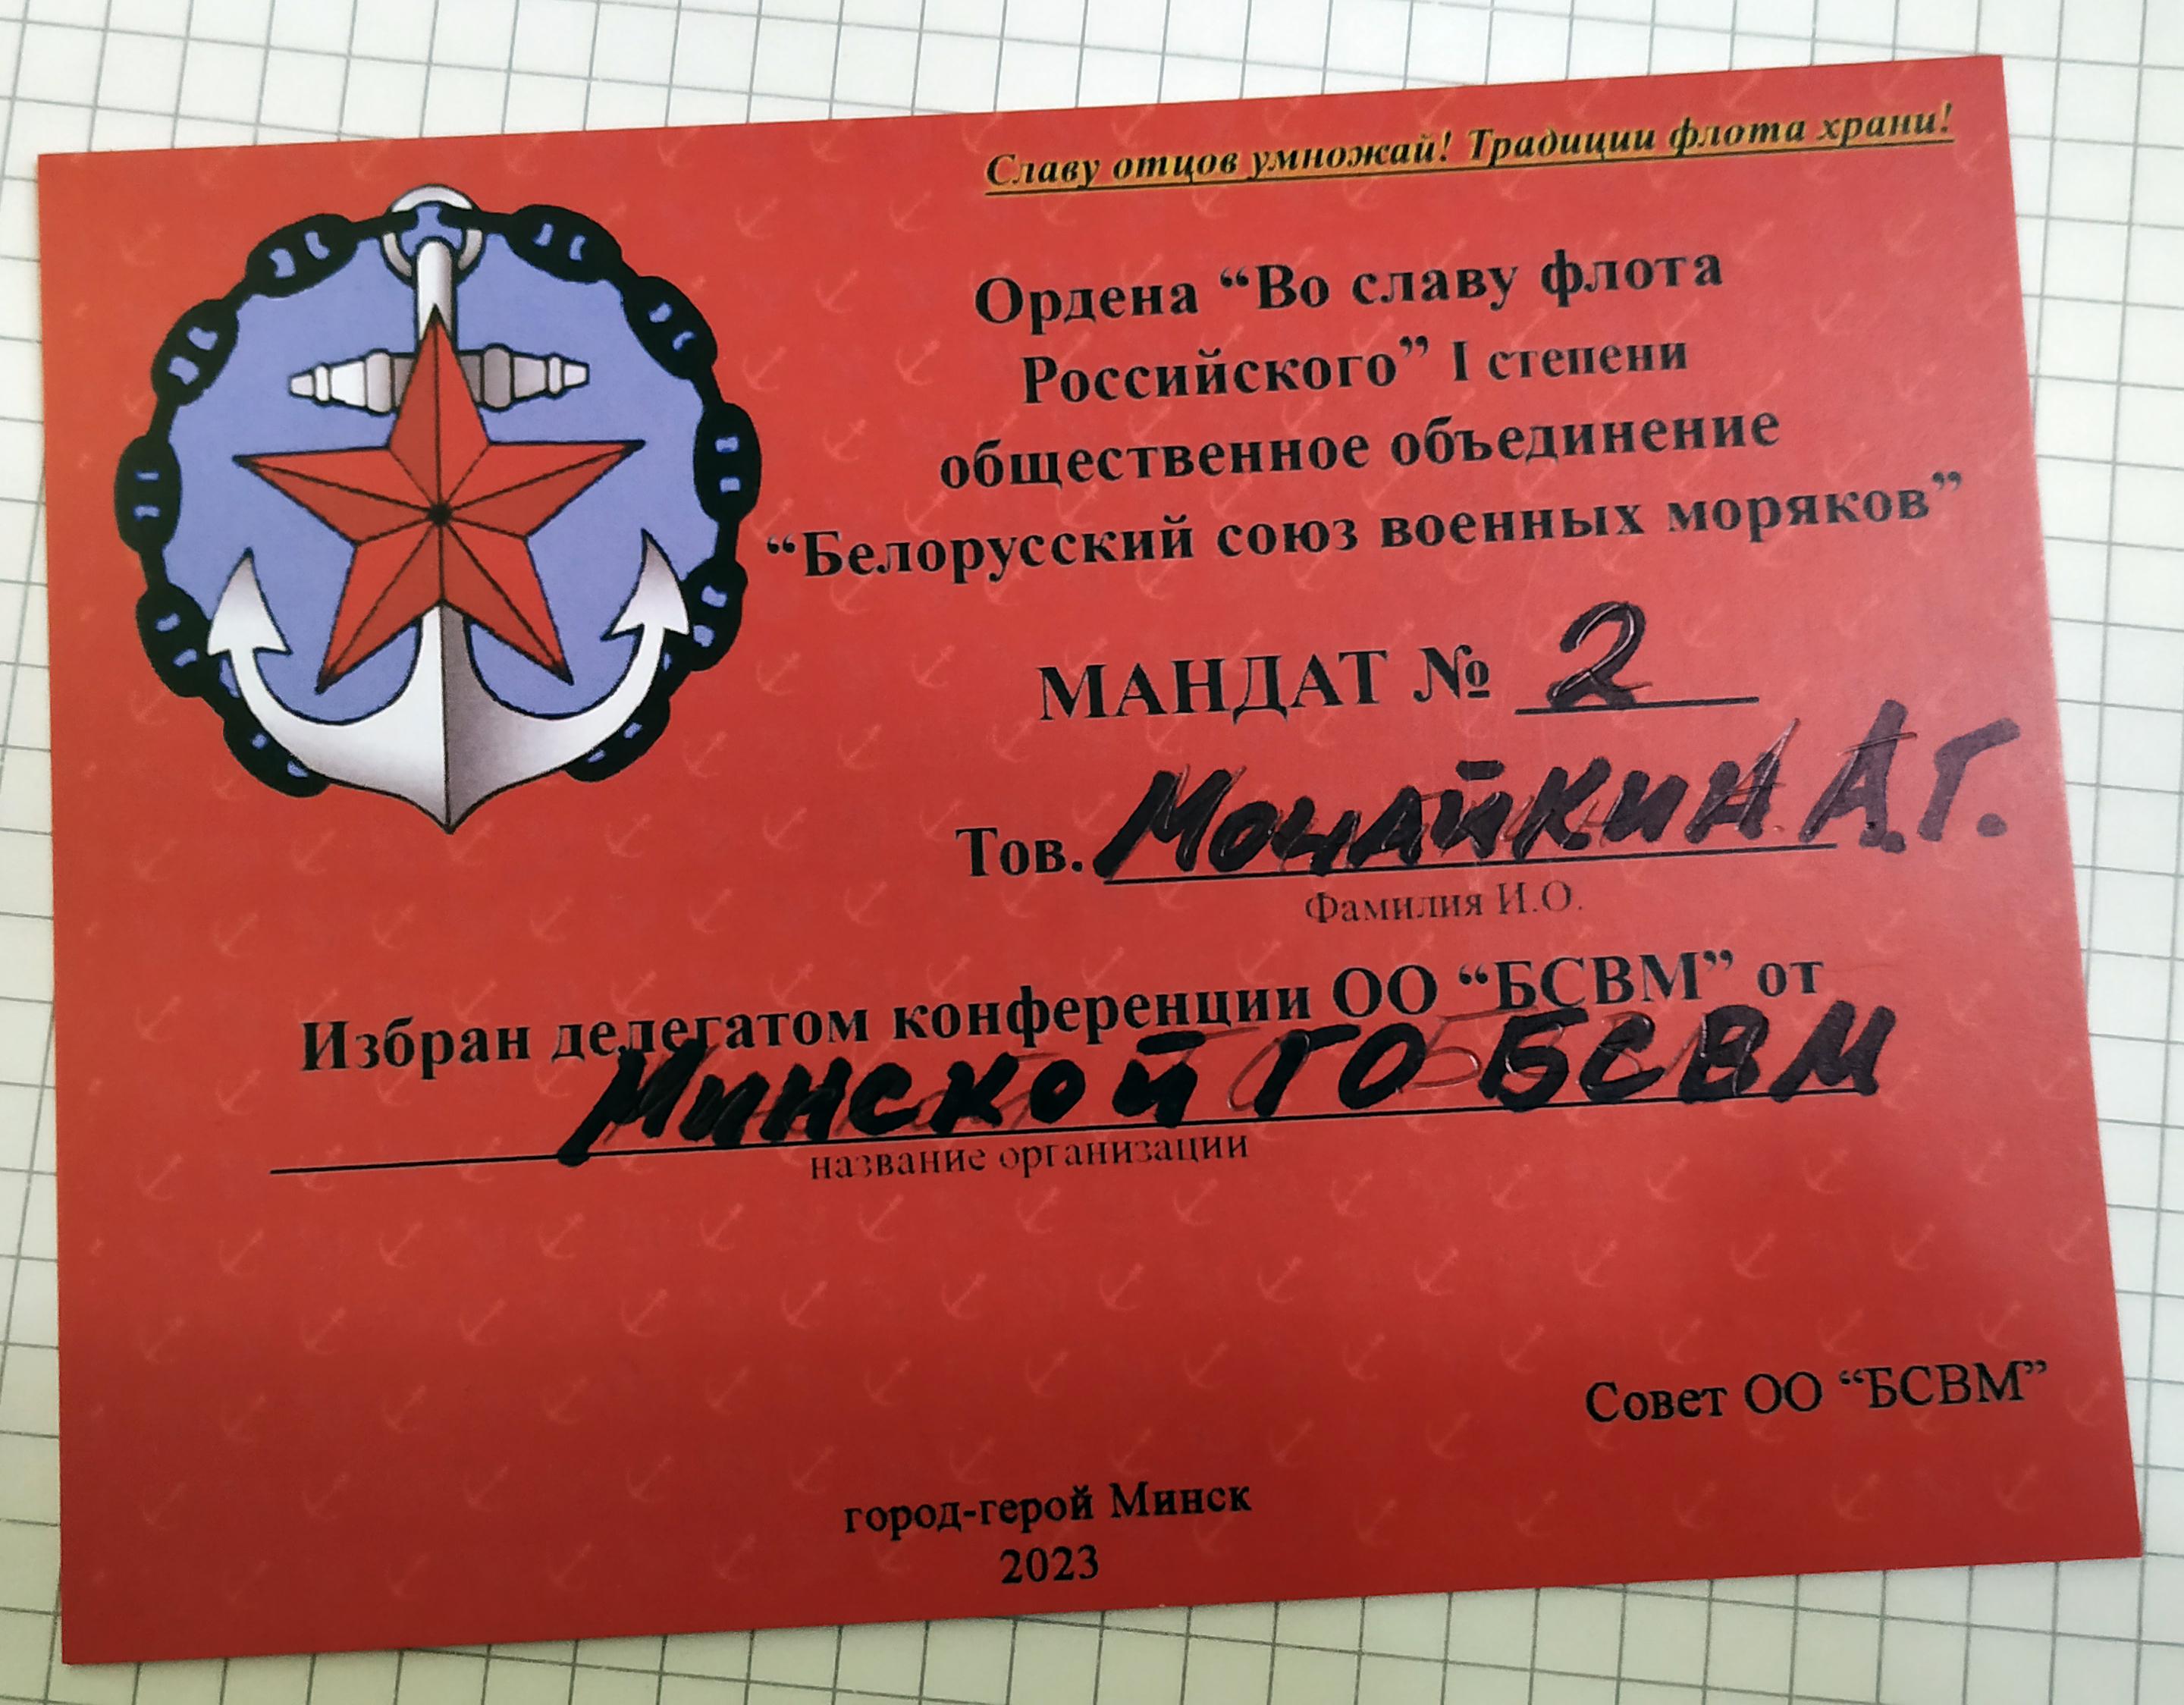 Славу отцов умножай! Традиции флота храни!
Ордена “Во славу флота
Российского” I степени
общественное объединение
“Белорусский союз военных моряков”
МАНДАТ № 2
Тов. Мочайкин А.Г.
Фамилия И.О.
Избран делегатом конференции ОО “БСВМ” от
Минской ГО БСВМ
название организации
Совет ОО “БСВМ”
город-герой Минск
2023